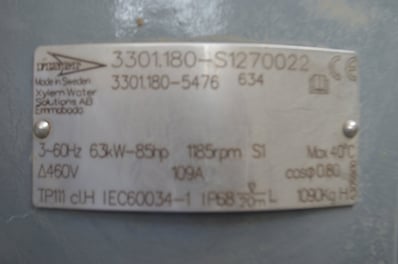 3301.180-S1270022
3301.180-5476 634
Made in Sweden
Xylem Water
Solutions AB
Emmaboda
3~60Hz 63kW-85hp 1185rpm S1 Max 40°C
Δ460V 109A cosφ 0.80
TP111 cl.H IEC60034-1 IP68 20m L 1090Kg H